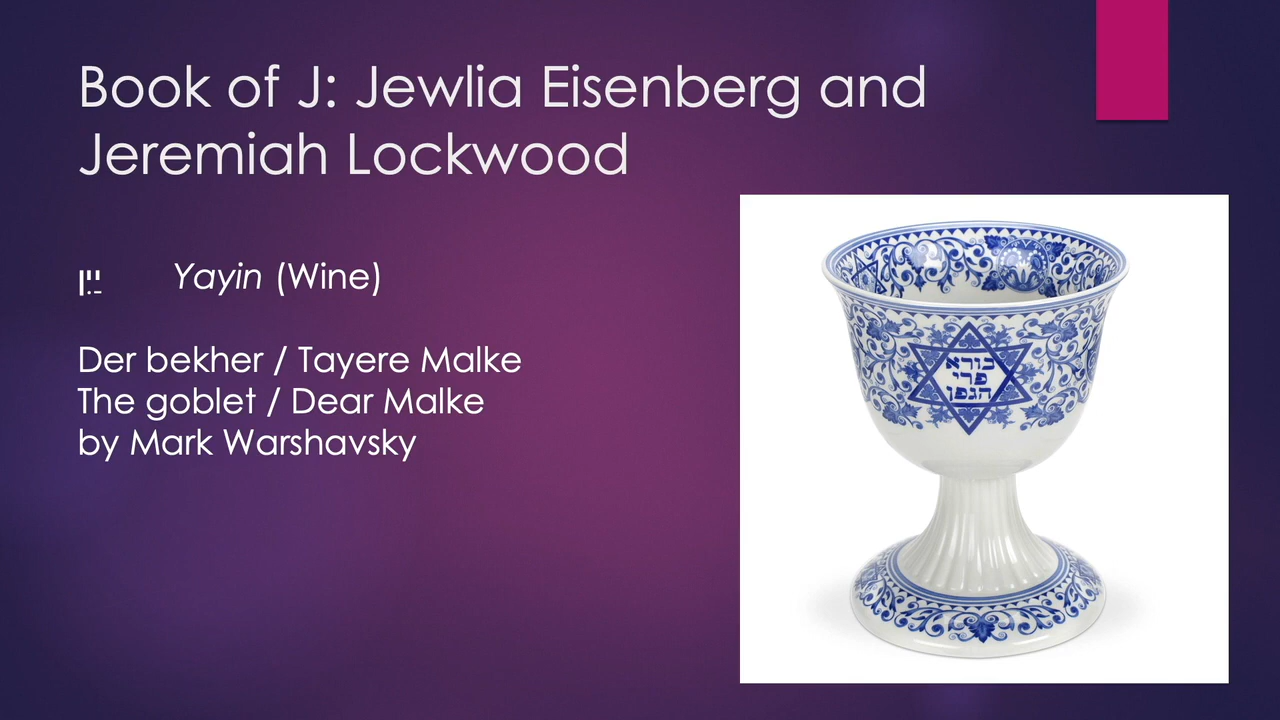 Book of J: Jewlia Eisenberg and
Jeremiah Lockwood
יַיִן Yayin (Wine)
Der bekher / Tayere Malke
The goblet / Dear Malke
by Mark Warshavsky
בורא
פרי
הגפן